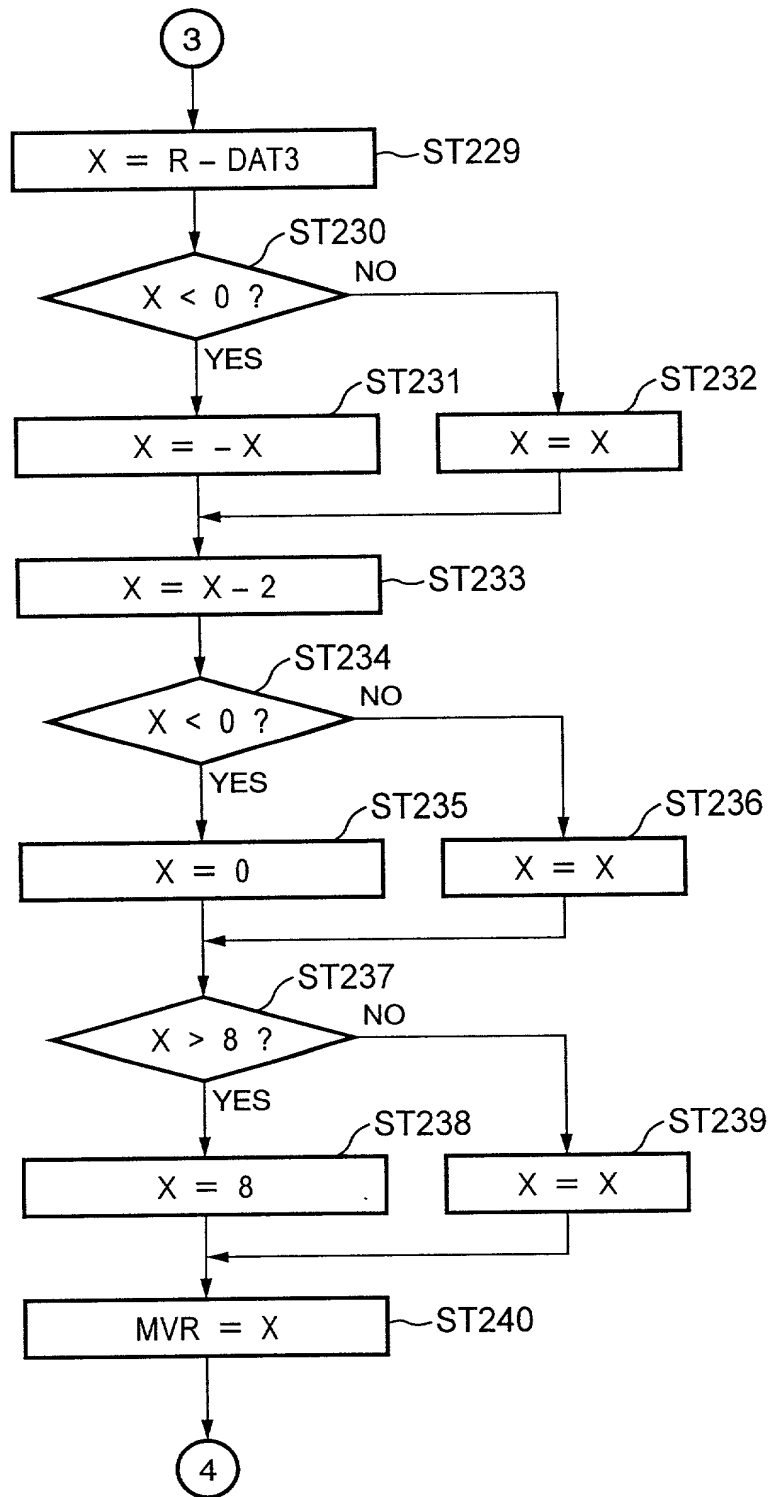 3
X = R – DAT3
ST229
ST230
X < 0 ?
NO
YES
ST231
X = – X
ST232
X = X
X = X – 2
ST233
ST234
X < 0 ?
NO
YES
ST235
X = 0
ST236
X = X
ST237
X > 8 ?
NO
YES
ST238
X = 8
ST239
X = X
MVR = X
ST240
4